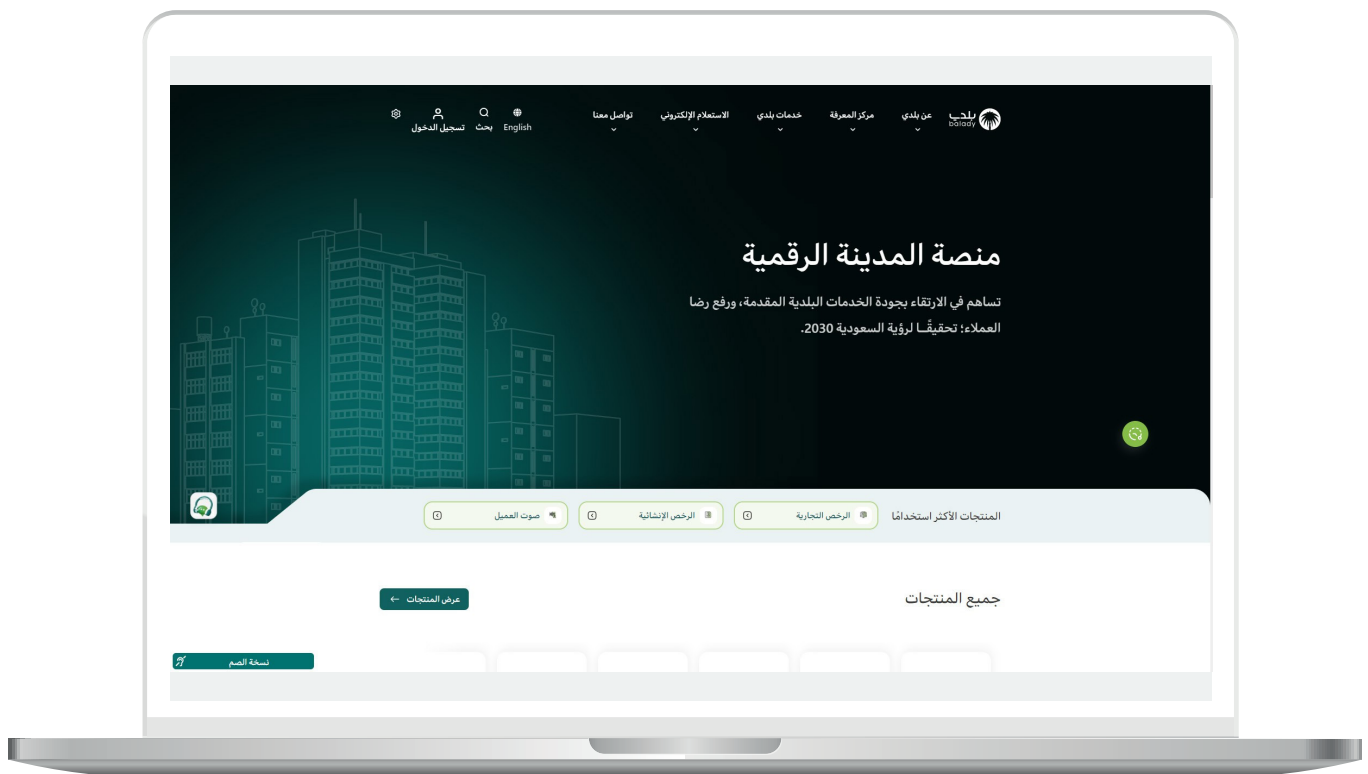 بلدي
balady
عن بلدي
مركز المعرفة
خدمات بلدي
الاستعلام الإلكتروني
تواصل معنا
English
بحث
تسجيل الدخول
منصة المدينة الرقمية
تساهم في الارتقاء بجودة الخدمات البلدية المقدمة، ورفع رضا
العملاء؛ تحقيقًــا لرؤية السعودية 2030.
المنتجات الأكثر استخدامًا
الرخص التجارية
الرخص الإنشائية
صوت العميل
جميع المنتجات
عرض المنتجات
نسخة الصم